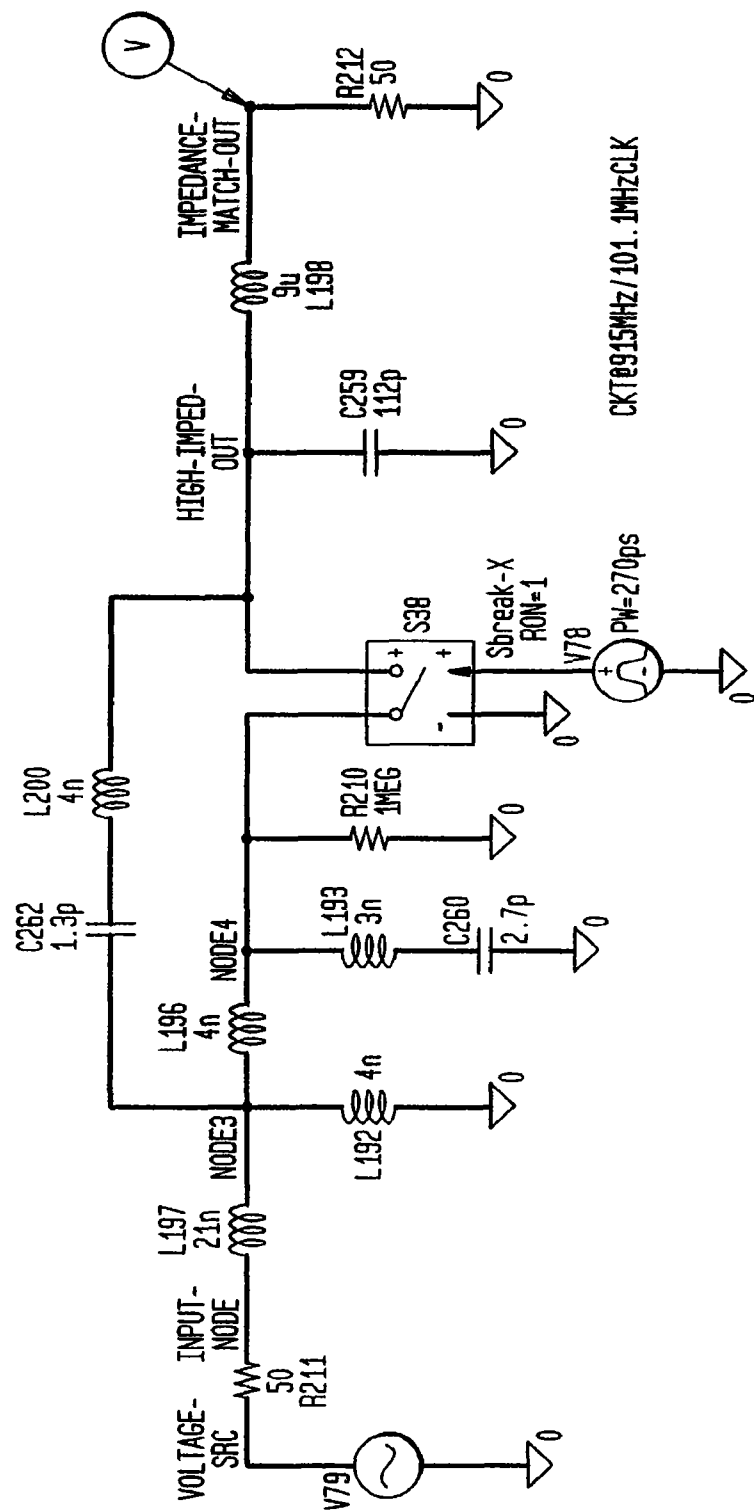 VOLTAGE-
SRC
V79
0
50
R211
INPUT-
NODE
L197
21n
NODE3
L192
4n
0
C262
1.3p
L200
4n
L196
4n
NODE4
L193
3n
C260
2.7p
0
R210
1MEG
0
+
+
-
S38
Sbreak-X
RON=1
0
V78
+
-
PW=270ps
0
HIGH-IMPED-
OUT
C259
112p
0
9u
L198
IMPEDANCE-
MATCH-OUT
V
R212
50
0
CKT@915MHz/101.1MHzCLK